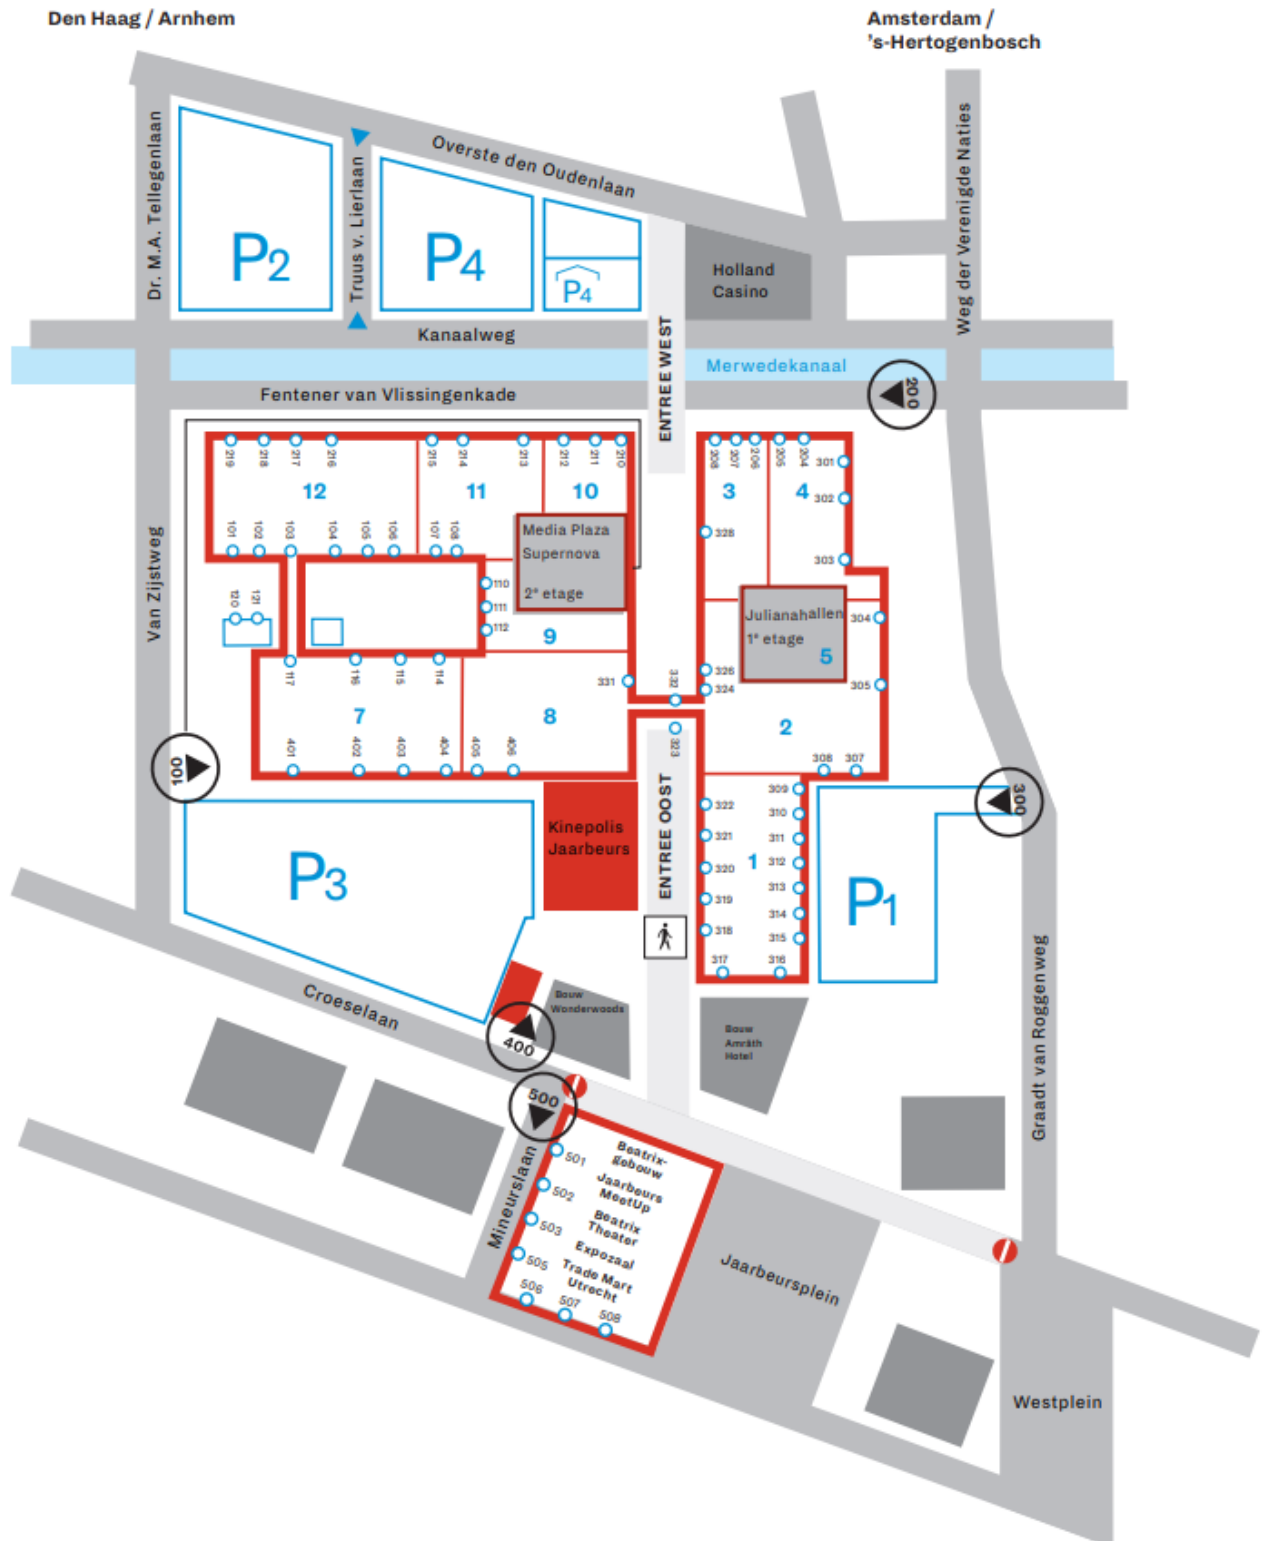 Den Haag / Arnhem
Amsterdam /
's-Hertogenbosch
Dr. M.A. Tellegenlaan
Truus v. Lierlaan
Overste den Oudenlaan
Weg der Verenigde Naties
P2
P4
P4
Holland
Casino
Kanaalweg
ENTREE WEST
Merwedekanaal
Fentener van Vlissingenkade
200
219
218
217
216
215
214
213
212
211
210
208
207
206
205
204
301
12
11
10
3
4
302
101
102
103
104
105
106
107
108
Media Plaza
Supernova
2e etage
328
303
110
111
112
120
121
9
Julianahallen
1e etage
5
304
Van Zijstweg
117
116
115
114
331
332
326
324
305
7
8
2
401
402
403
404
405
406
323
308
307
100
309
300
322
310
Kinepolis
Jaarbeurs
ENTREE OOST
321
311
1
312
320
313
319
314
318
315
317
316
P3
P1
Croeselaan
Bouw
Wonderwoods
Bouw
Amrâth
Hotel
400
500
Graadt van Roggenweg
Mineurslaan
501
502
503
505
506
507
508
Beatrix-
gebouw
Jaarbeurs
MeetUp
Beatrix
Theater
Expozaal
Trade Mart
Utrecht
Jaarbeursplein
Westplein